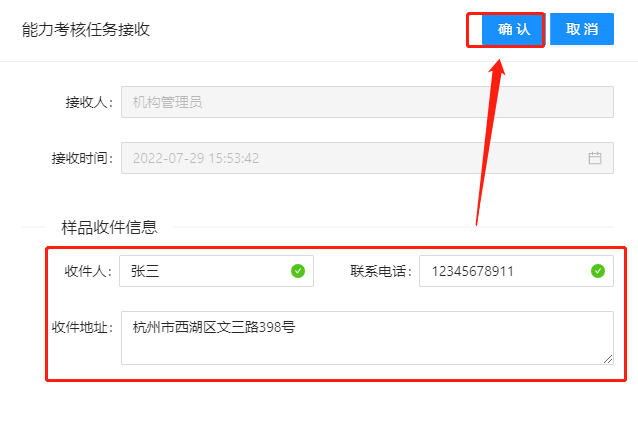 能力考核任务接收 确认 取消
接收人： 机构管理员
接收时间： 2022-07-29 15:53:42
样品收件信息
收件人： 张三 联系电话： 12345678911
收件地址： 杭州市西湖区文三路398号